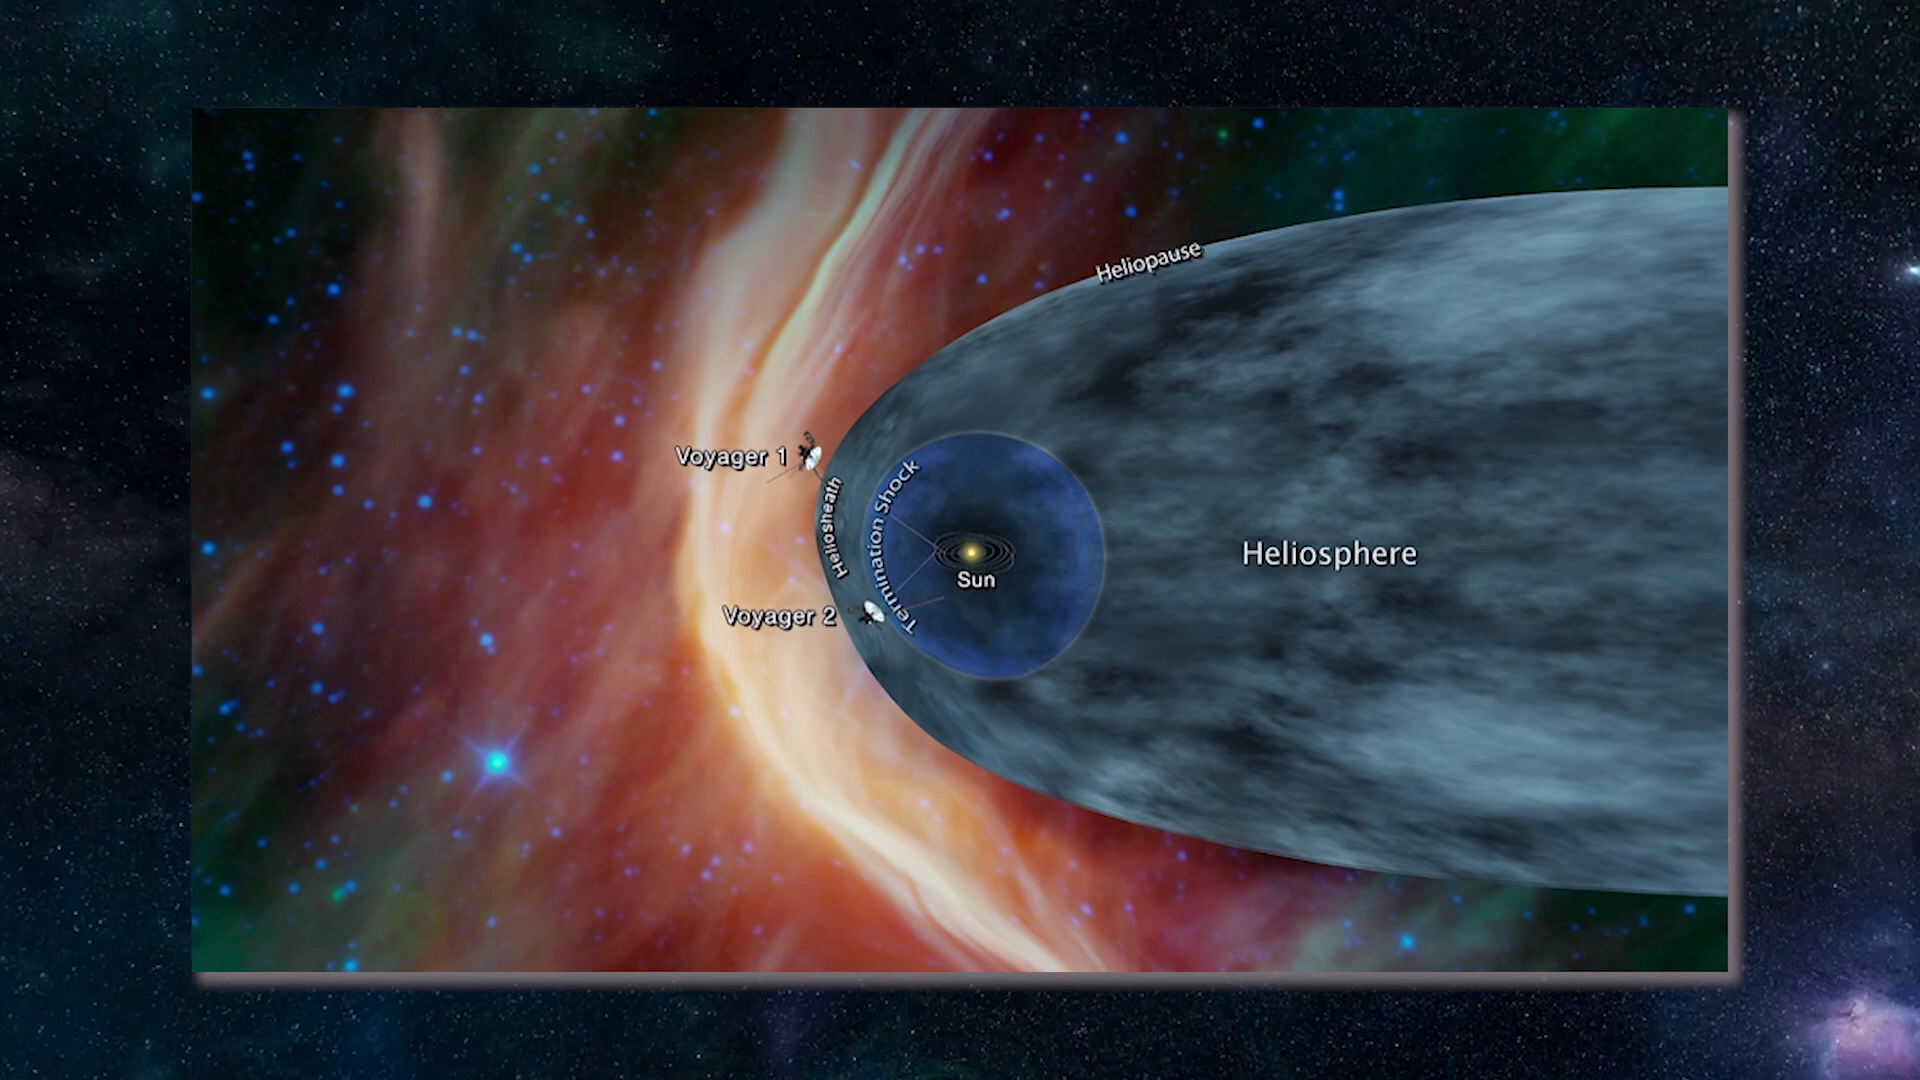 Heliopause
Voyager 1
Heliosheath
Termination Shock
Heliosphere
Sun
Voyager 2